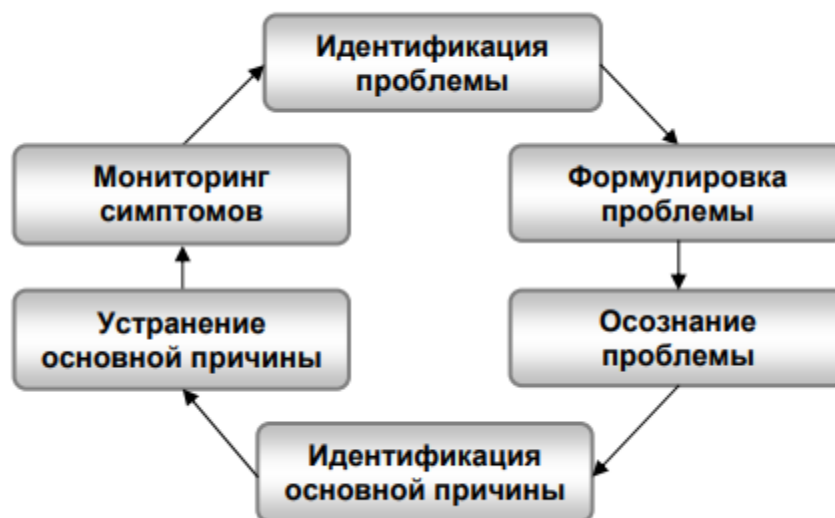 Идентификация
проблемы
Формулировка
проблемы
Осознание
проблемы
Идентификация
основной причины
Устранение
основной причины
Мониторинг
симптомов